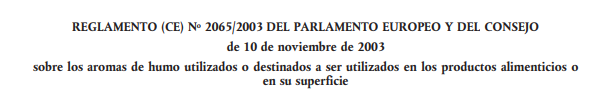 REGLAMENTO (CE) Nº 2065/2003 DEL PARLAMENTO EUROPEO Y DEL CONSEJO
de 10 de noviembre de 2003
sobre los aromas de humo utilizados o destinados a ser utilizados en los productos alimenticios o
en su superficie